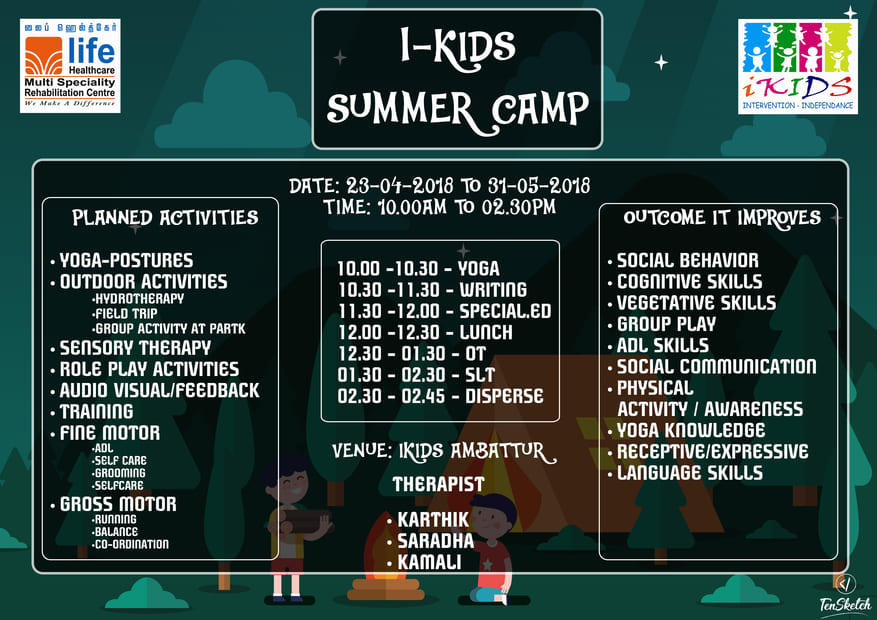 லைப் ஹெல்த்கேர்
life
Healthcare
Multi Speciality
Rehabilitation Centre
We Make A Difference
I-KIDS
SUMMER CAMP
iKIDS
INTERVENTION - INDEPENDANCE
DATE: 23-04-2018 TO 31-05-2018
TIME: 10.00AM TO 02.30PM
PLANNED ACTIVITIES
• YOGA-POSTURES
• OUTDOOR ACTIVITIES
•HYDROTHERAPY
•FIELD TRIP
•GROUP ACTIVITY AT PARTK
• SENSORY THERAPY
• ROLE PLAY ACTIVITIES
• AUDIO VISUAL/FEEDBACK
• TRAINING
• FINE MOTOR
•ADL
•SELF CARE
•GROOMING
•SELFCARE
• GROSS MOTOR
•RUNNING
•BALANCE
•CO-ORDINATION
10.00 -10.30 - YOGA
10.30 -11.30 - WRITING
11.30 -12.00 - SPECIAL.ED
12.00 -12.30 - LUNCH
12.30 - 01.30 - OT
01.30 - 02.30 - SLT
02.30 - 02.45 - DISPERSE
VENUE: IKIDS AMBATTUR
THERAPIST
• KARTHIK
• SARADHA
• KAMALI
OUTCOME IT IMPROVES
• SOCIAL BEHAVIOR
• COGNITIVE SKILLS
• VEGETATIVE SKILLS
• GROUP PLAY
• ADL SKILLS
• SOCIAL COMMUNICATION
• PHYSICAL
ACTIVITY / AWARENESS
• YOGA KNOWLEDGE
• RECEPTIVE/EXPRESSIVE
• LANGUAGE SKILLS
</>
TenSketch